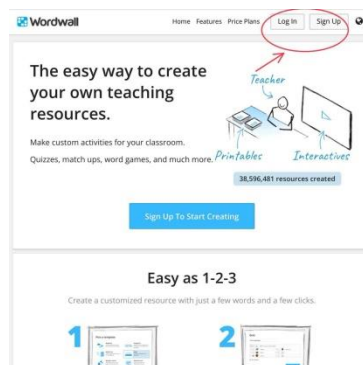 Wordwall
Home Features Price Plans Log In Sign Up
The easy way to create
your own teaching
resources.
Make custom activities for your classroom.
Quizzes, match ups, word games, and much more.
Teacher
Printables
Interactives
38,596,481 resources created
Sign Up To Start Creating
Easy as 1-2-3
Create a customized resource with just a few words and a few clicks.
1
2